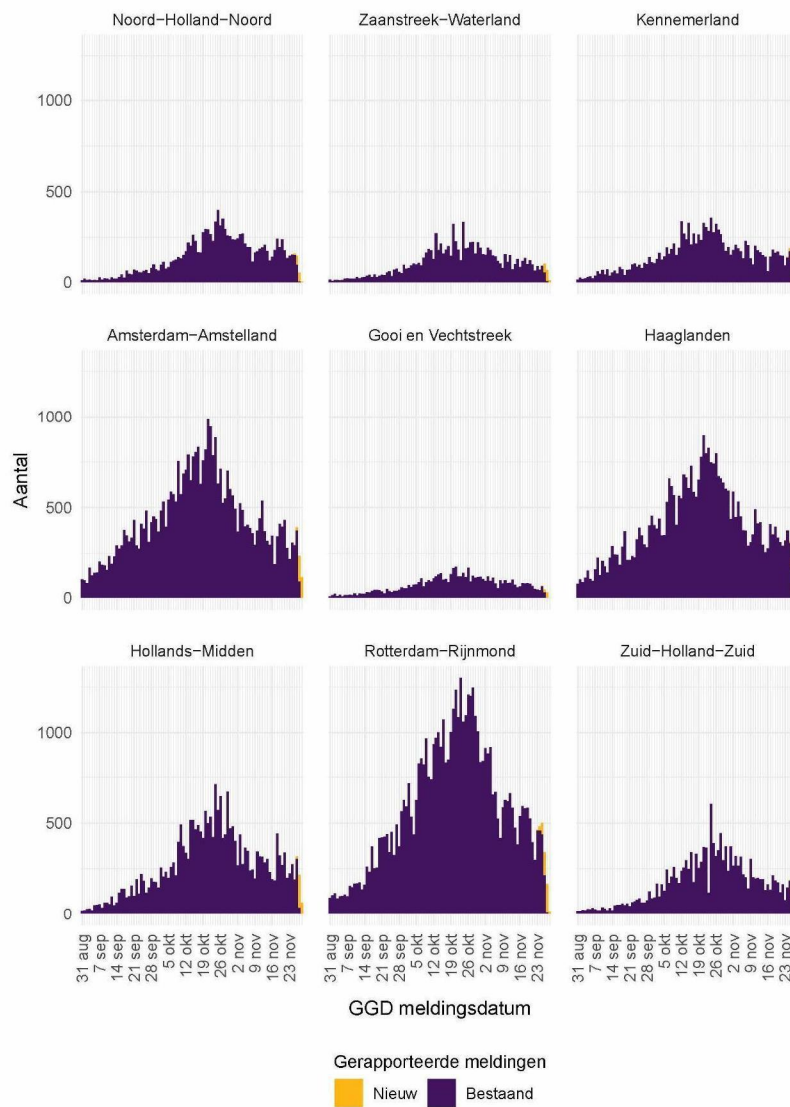 Noord−Holland−Noord Zaanstreek−Waterland Kennemerland
1000
500
0
Amsterdam−Amstelland Gooi en Vechtstreek Haaglanden
1000
500
0
Aantal
Hollands−Midden Rotterdam−Rijnmond Zuid−Holland−Zuid
1000
500
0
31 aug 7 sep 14 sep 21 sep 28 sep 5 okt 12 okt 19 okt 26 okt 2 nov 9 nov 16 nov 23 nov 31 aug 7 sep 14 sep 21 sep 28 sep 5 okt 12 okt 19 okt 26 okt 2 nov 9 nov 16 nov 23 nov 31 aug 7 sep 14 sep 21 sep 28 sep 5 okt 12 okt 19 okt 26 okt 2 nov 9 nov 16 nov 23 nov
GGD meldingsdatum
Gerapporteerde meldingen
Nieuw Bestaand